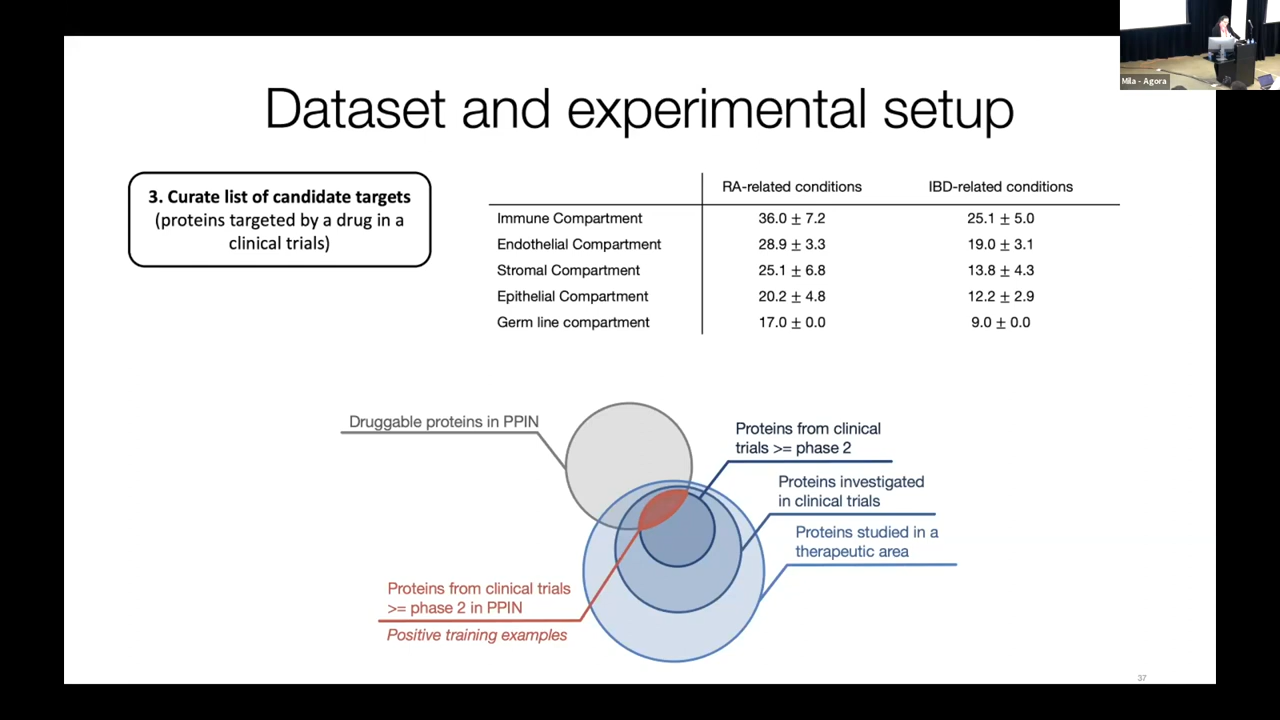 Mila - Agora
Dataset and experimental setup
3. Curate list of candidate targets
(proteins targeted by a drug in a
clinical trials)
RA-related conditions IBD-related conditions
Immune Compartment 36.0 ± 7.2 25.1 ± 5.0
Endothelial Compartment 28.9 ± 3.3 19.0 ± 3.1
Stromal Compartment 25.1 ± 6.8 13.8 ± 4.3
Epithelial Compartment 20.2 ± 4.8 12.2 ± 2.9
Germ line compartment 17.0 ± 0.0 9.0 ± 0.0
Druggable proteins in PPIN
Proteins from clinical
trials >= phase 2
Proteins investigated
in clinical trials
Proteins studied in a
therapeutic area
Proteins from clinical trials
>= phase 2 in PPIN
Positive training examples
37